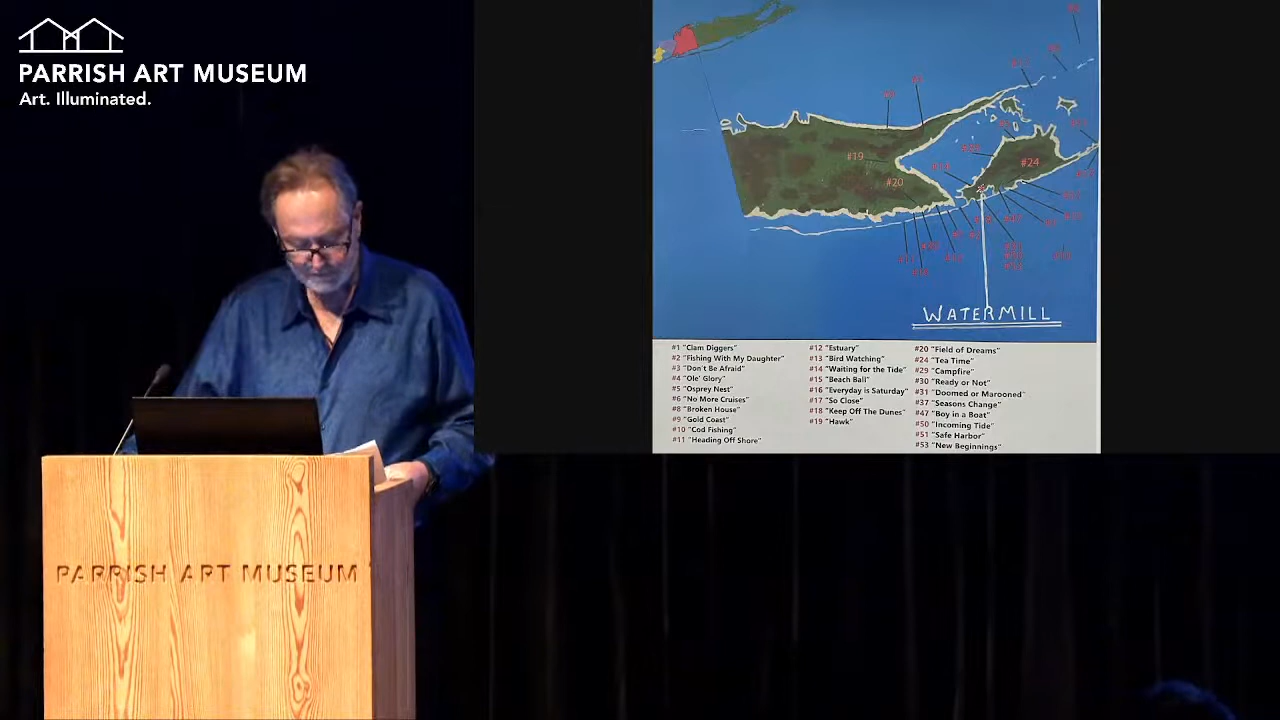 PARRISH ART MUSEUM
Art. Illuminated.
#19
#20
#24
WATERMILL
#1 "Clam Diggers"
#2 "Fishing With My Daughter"
#3 "Don't Be Afraid"
#4 "Ole' Glory"
#5 "Osprey Nest"
#6 "No More Cruises"
#8 "Broken House"
#9 "Gold Coast"
#10 "Cod Fishing"
#11 "Heading Off Shore"
#12 "Estuary"
#13 "Bird Watching"
#14 "Waiting for the Tide"
#15 "Beach Ball"
#16 "Everyday is Saturday"
#17 "So Close"
#18 "Keep Off The Dunes"
#19 "Hawk"
#20 "Field of Dreams"
#24 "Tea Time"
#29 "Campfire"
#30 "Ready or Not"
#31 "Doomed or Marooned"
#37 "Seasons Change"
#47 "Boy in a Boat"
#50 "Incoming Tide"
#51 "Safe Harbor"
#53 "New Beginnings"
PARRISH ART MUSEUM